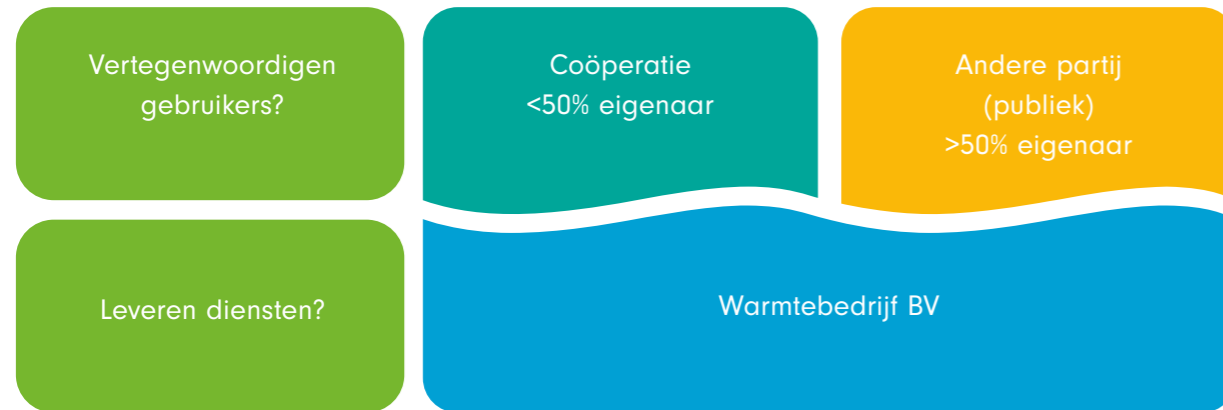 Vertegenwoordigen
gebruikers?
Coöperatie
<50% eigenaar
Andere partij
(publiek)
>50% eigenaar
Leveren diensten?
Warmtebedrijf BV